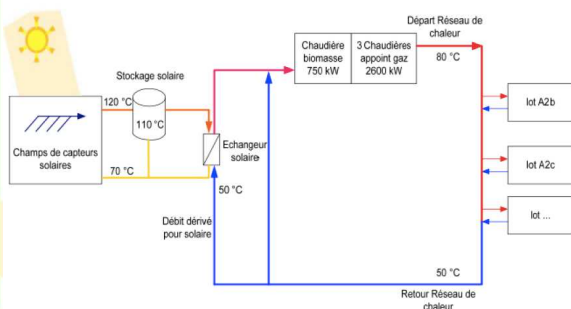 Départ Réseau de
chaleur
80 °C
Chaudière
biomasse
750 kW
3 Chaudières
appoint gaz
2600 kW
Stockage solaire
120 °C
110 °C
Champs de capteurs
solaires
70 °C
Echangeur
solaire
50 °C
Débit dérivé
pour solaire
lot A2b
lot A2c
lot ...
50 °C
Retour Réseau de
chaleur